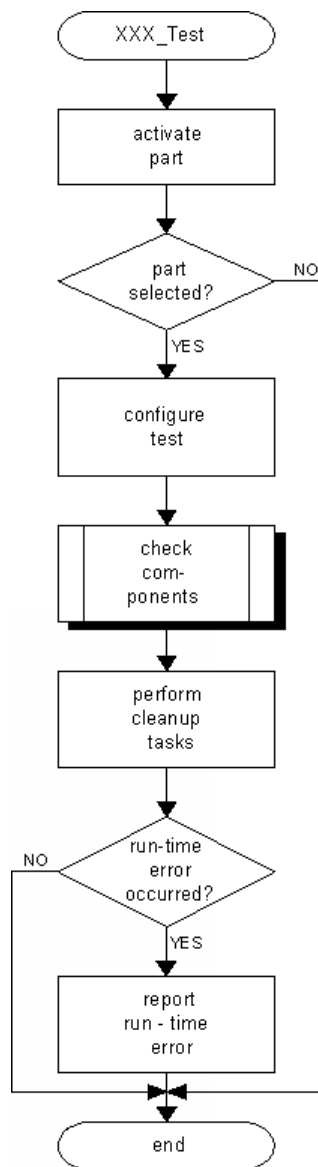 XXX_Test
activate
part
part
selected?
NO
YES
configure
test
check
com-
ponents
perform
cleanup
tasks
run-time
error
occurred?
NO
YES
report
run - time
error
end